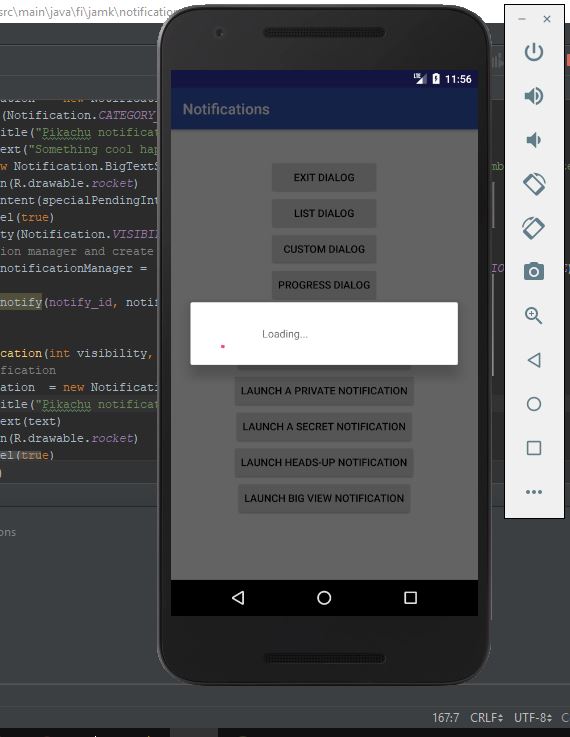 src\main\java\fi\jamk\notification
LTE 11:56
Notifications
ation = new Notificatio
(Notification.CATEGORY_
itle("Pikachu notificat
ext("Something cool hap
w Notification.BigTextS
n(R.drawable.rocket)
ntent(specialPendingInt
el(true)
ty(Notification.VISIBIL
ion manager and create
notificationManager =
notify(notify_id, notif
cation(int visibility,
fication
ation = new Notificati
itle("Pikachu notificat
ext(text)
n(R.drawable.rocket)
el(true)
)
ons
EXIT DIALOG
LIST DIALOG
CUSTOM DIALOG
PROGRESS DIALOG
Loading...
LAUNCH A PRIVATE NOTIFICATION
LAUNCH A SECRET NOTIFICATION
LAUNCH HEADS-UP NOTIFICATION
LAUNCH BIG VIEW NOTIFICATION
167:7 CRLF UTF-8 C